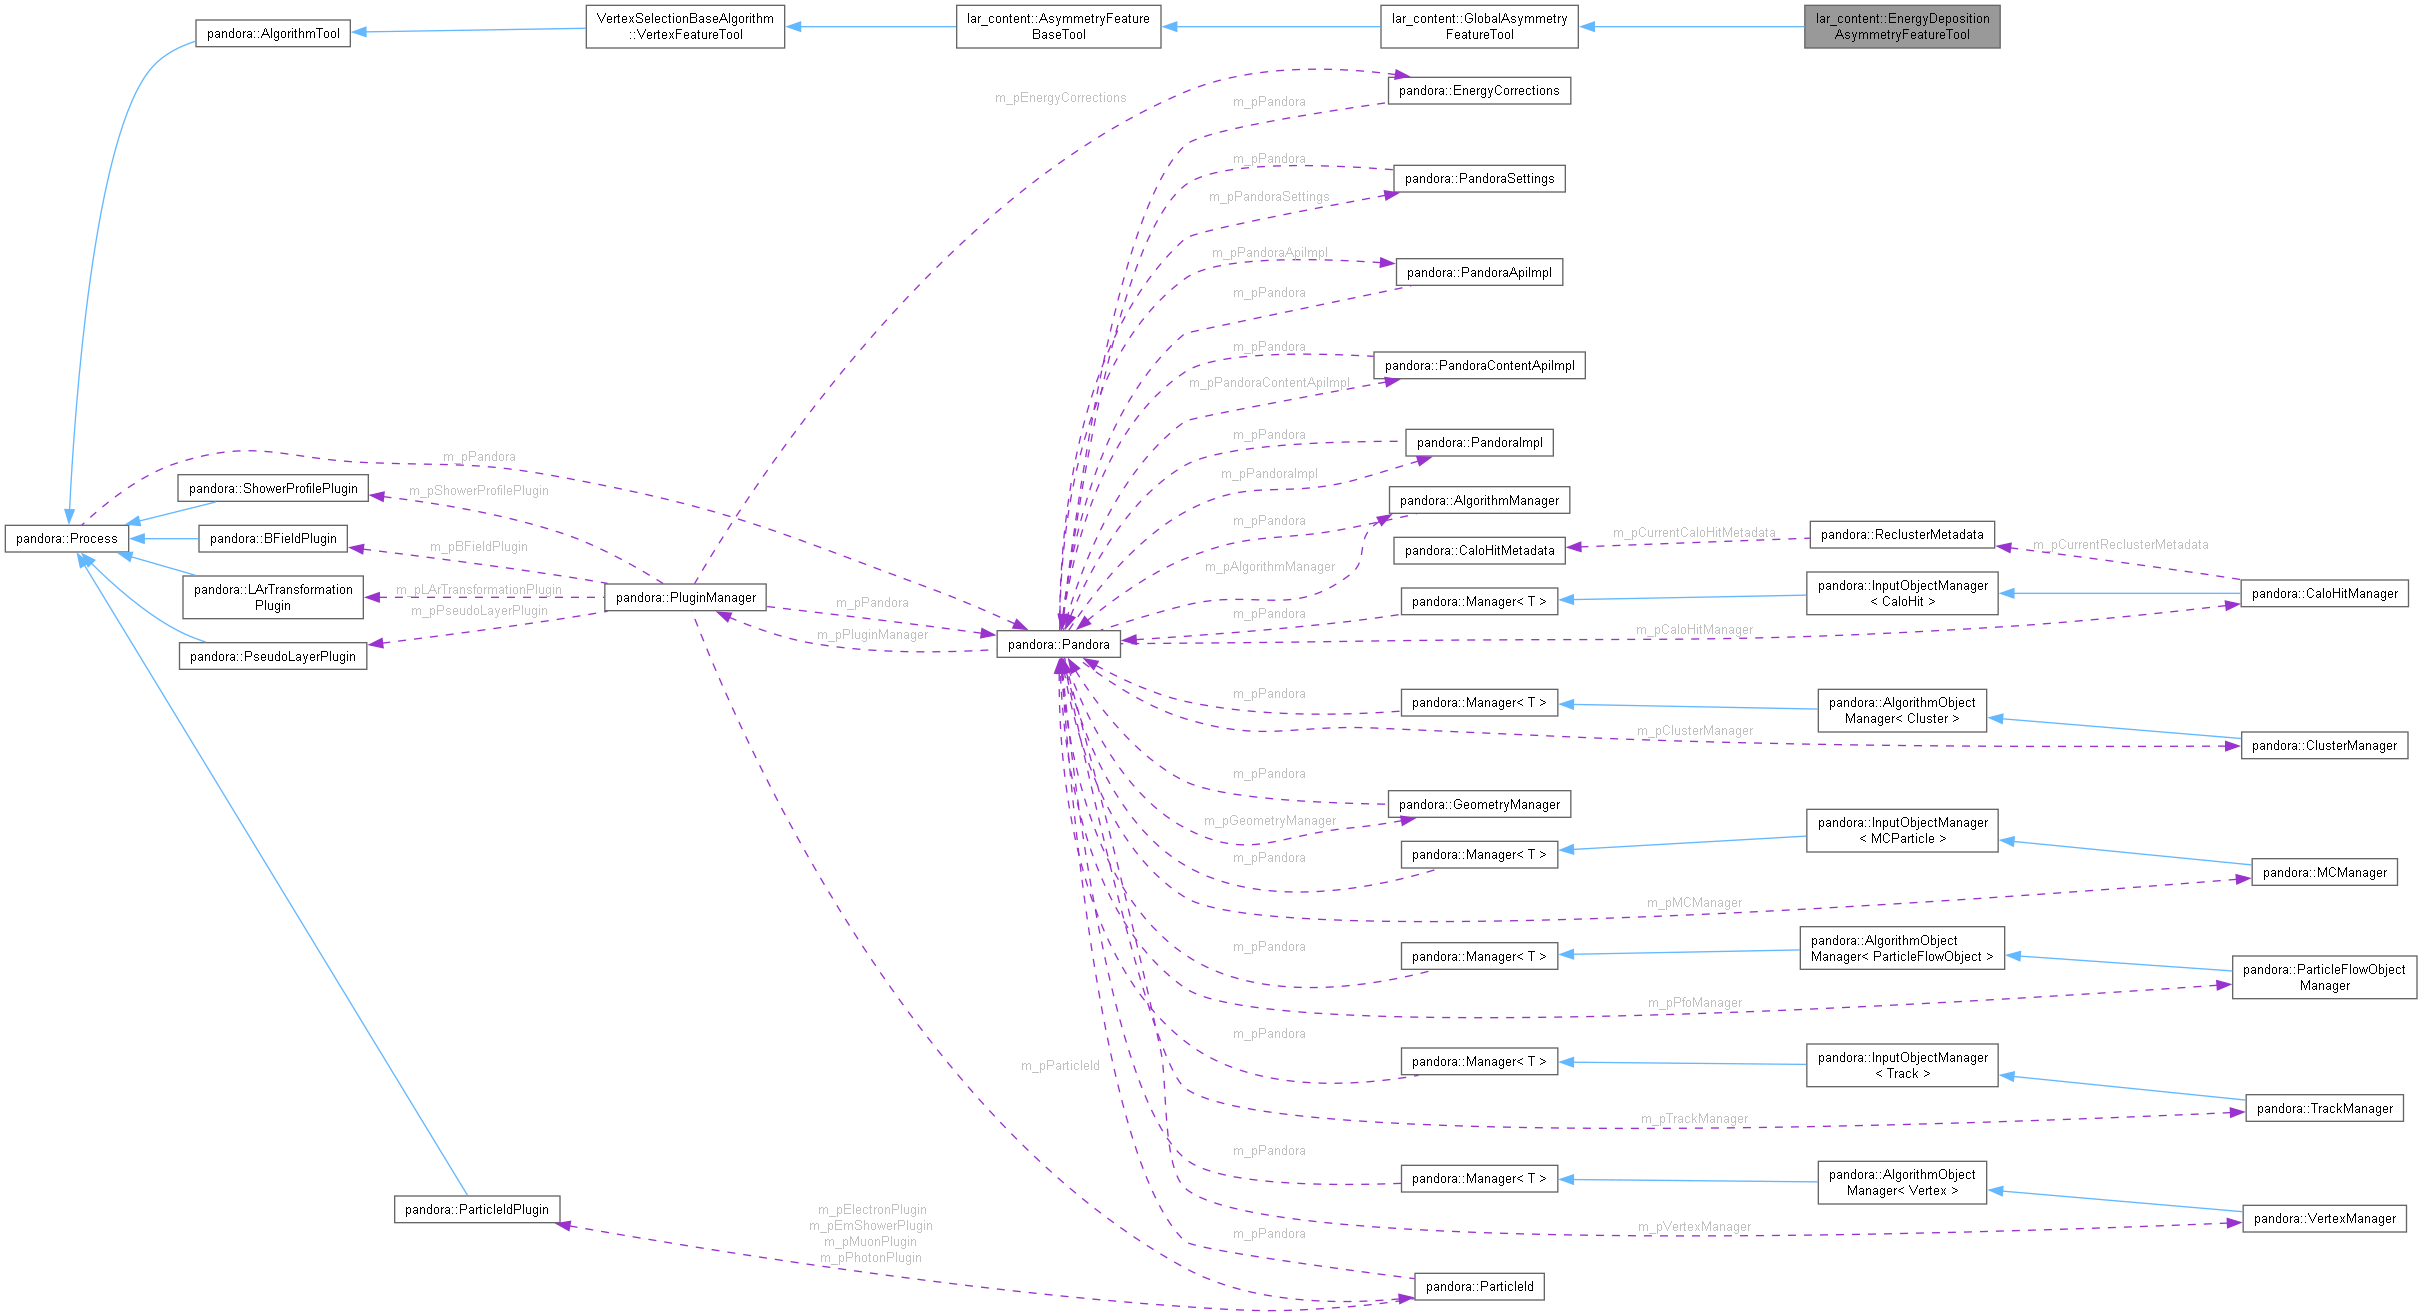 pandora::AlgorithmTool
VertexSelectionBaseAlgorithm
::VertexFeatureTool
lar_content::AsymmetryFeature
BaseTool
lar_content::GlobalAsymmetry
FeatureTool
lar_content::EnergyDeposition
AsymmetryFeatureTool
m_pEnergyCorrections
pandora::EnergyCorrections
m_pPandora
m_pPandora
pandora::PandoraSettings
m_pPandoraSettings
m_pPandoraApiImpl
pandora::PandoraApiImpl
m_pPandora
m_pPandora
pandora::PandoraContentApiImpl
m_pPandoraContentApiImpl
m_pPandora
pandora::PandoraImpl
m_pPandora
m_pPandoraImpl
pandora::ShowerProfilePlugin
m_pShowerProfilePlugin
pandora::AlgorithmManager
m_pPandora
pandora::Process
pandora::BFieldPlugin
m_pBFieldPlugin
pandora::CaloHitMetadata
m_pCurrentCaloHitMetadata
pandora::ReclusterMetadata
m_pCurrentReclusterMetadata
m_pAlgorithmManager
pandora::LArTransformation
Plugin
m_pLArTransformationPlugin
m_pPseudoLayerPlugin
pandora::PluginManager
m_pPandora
m_pPandora
pandora::Manager< T >
pandora::InputObjectManager
< CaloHit >
pandora::CaloHitManager
m_pCaloHitManager
m_pPluginManager
pandora::Pandora
pandora::PseudoLayerPlugin
m_pPandora
pandora::Manager< T >
pandora::AlgorithmObject
Manager< Cluster >
m_pClusterManager
pandora::ClusterManager
m_pPandora
pandora::GeometryManager
m_pGeometryManager
m_pPandora
pandora::Manager< T >
pandora::InputObjectManager
< MCParticle >
pandora::MCManager
m_pMCManager
m_pPandora
pandora::Manager< T >
pandora::AlgorithmObject
Manager< ParticleFlowObject >
pandora::ParticleFlowObject
Manager
m_pPfoManager
m_pPandora
m_pParticleId
pandora::Manager< T >
pandora::InputObjectManager
< Track >
pandora::TrackManager
m_pTrackManager
m_pPandora
pandora::Manager< T >
pandora::AlgorithmObject
Manager< Vertex >
pandora::VertexManager
m_pVertexManager
pandora::ParticleIdPlugin
m_pElectronPlugin
m_pEmShowerPlugin
m_pMuonPlugin
m_pPhotonPlugin
m_pPandora
pandora::ParticleId